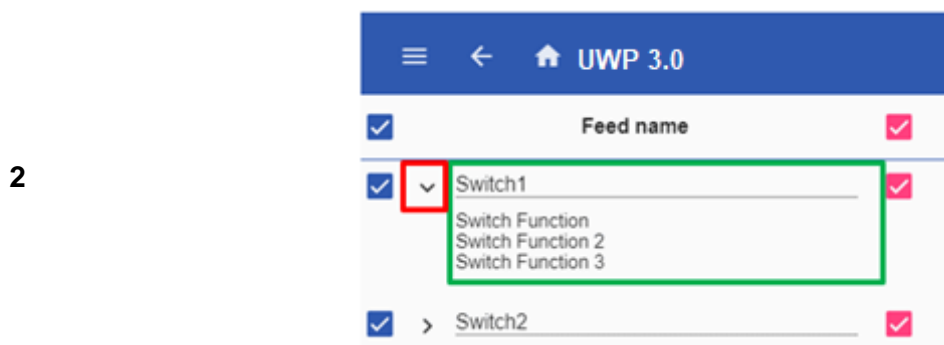 UWP 3.0
Feed name
2
Switch1
Switch Function
Switch Function 2
Switch Function 3
Switch2